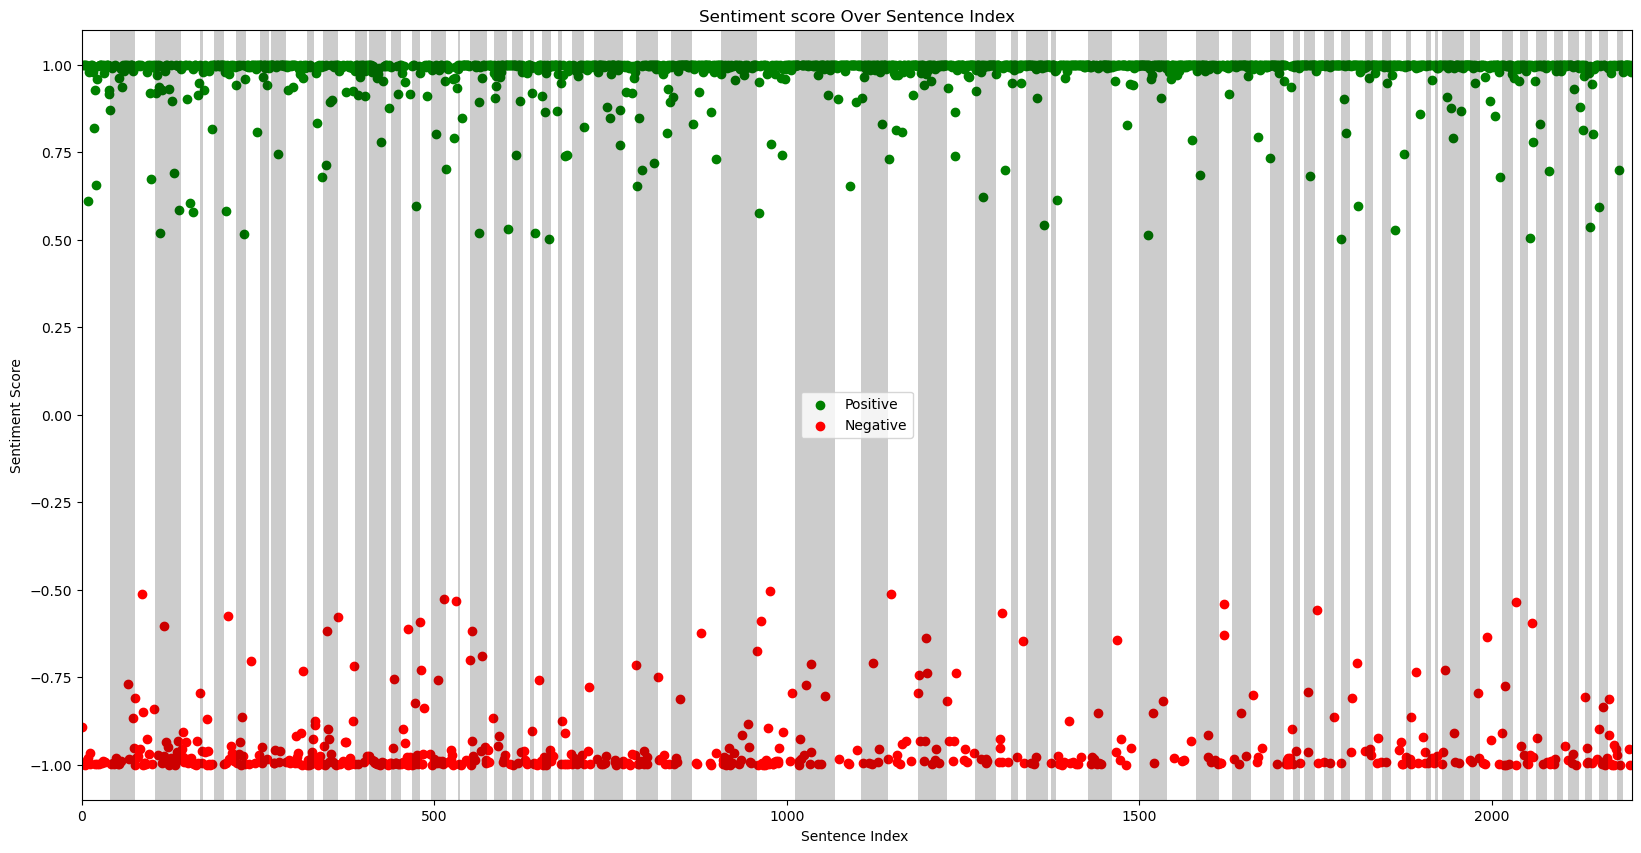 Sentiment score Over Sentence Index
1.00
0.75
0.50
0.25
0.00
−0.25
−0.50
−0.75
−1.00
Sentiment Score
Positive
Negative
0 500 1000 1500 2000
Sentence Index